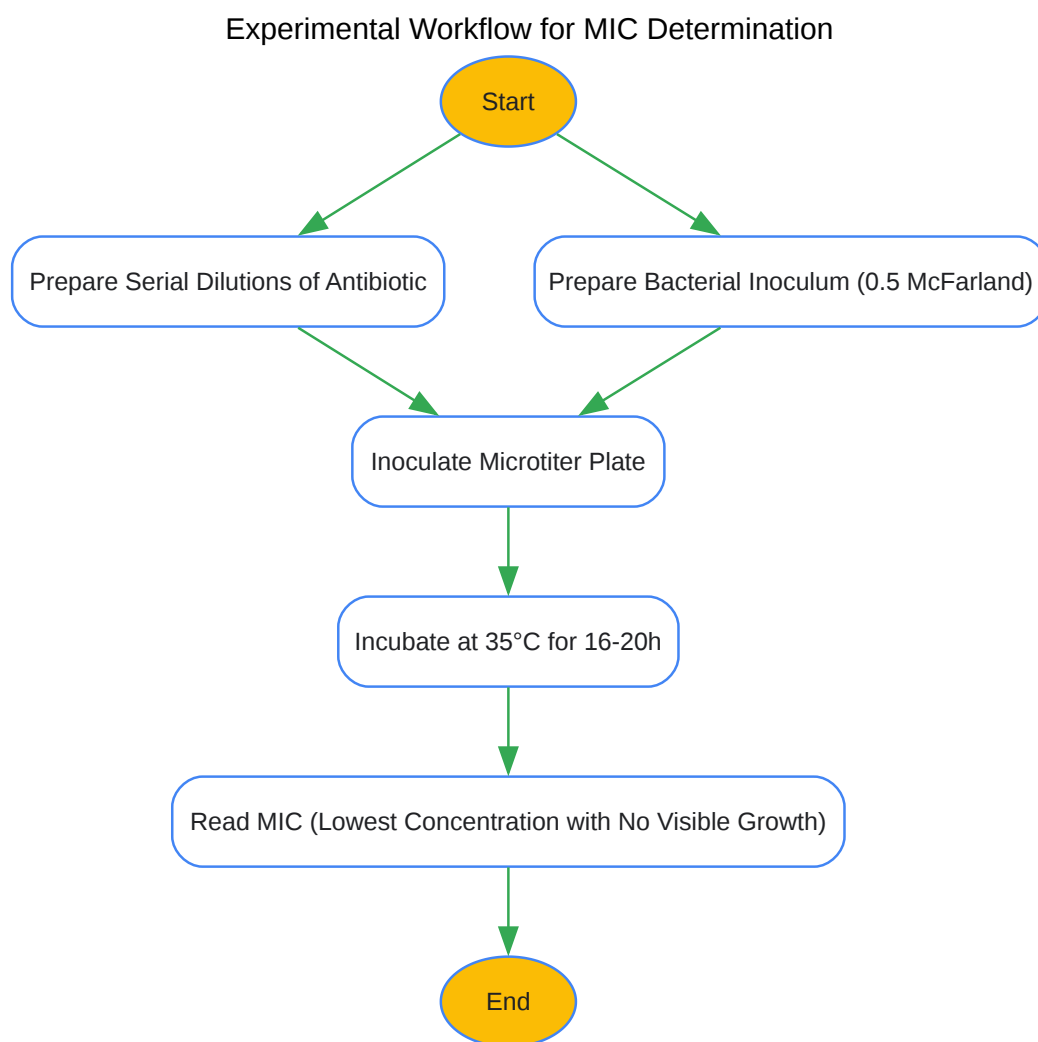 Experimental Workflow for MIC Determination
Start
Prepare Serial Dilutions of Antibiotic
Prepare Bacterial Inoculum (0.5 McFarland)
Inoculate Microtiter Plate
Incubate at 35°C for 16-20h
Read MIC (Lowest Concentration with No Visible Growth)
End